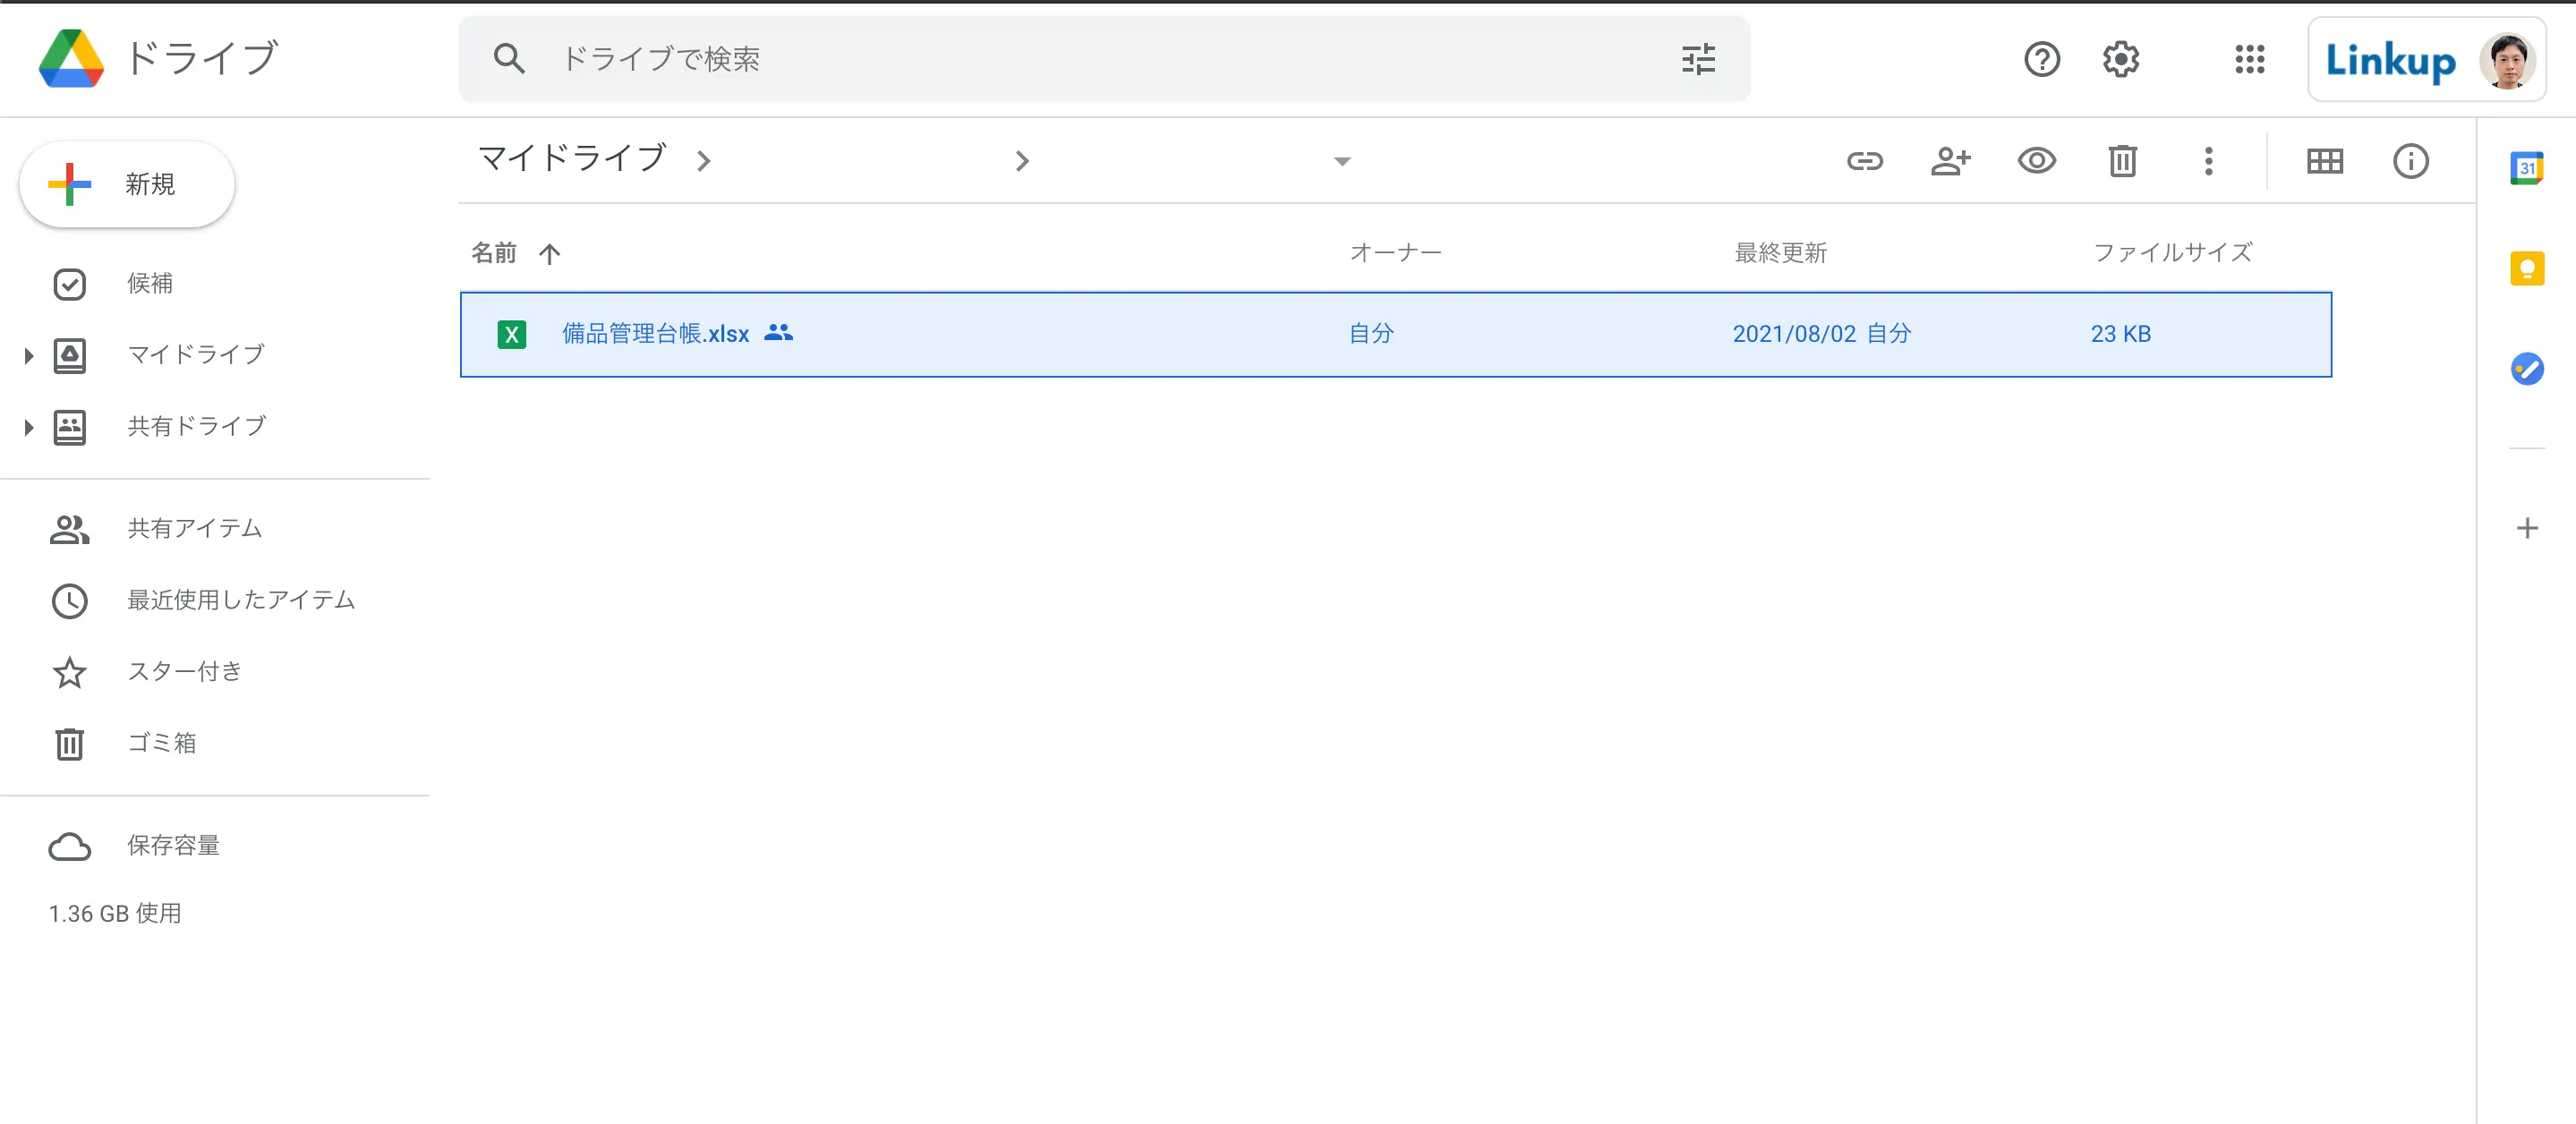 ドライブ
ドライブで検索
Linkup
マイドライブ
新規
31
名前 オーナー 最終更新 ファイルサイズ
候補
X 備品管理台帳.xlsx 自分 2021/08/02 自分 23 KB
マイドライブ
共有ドライブ
共有アイテム
最近使用したアイテム
スター付き
ゴミ箱
保存容量
1.36 GB 使用